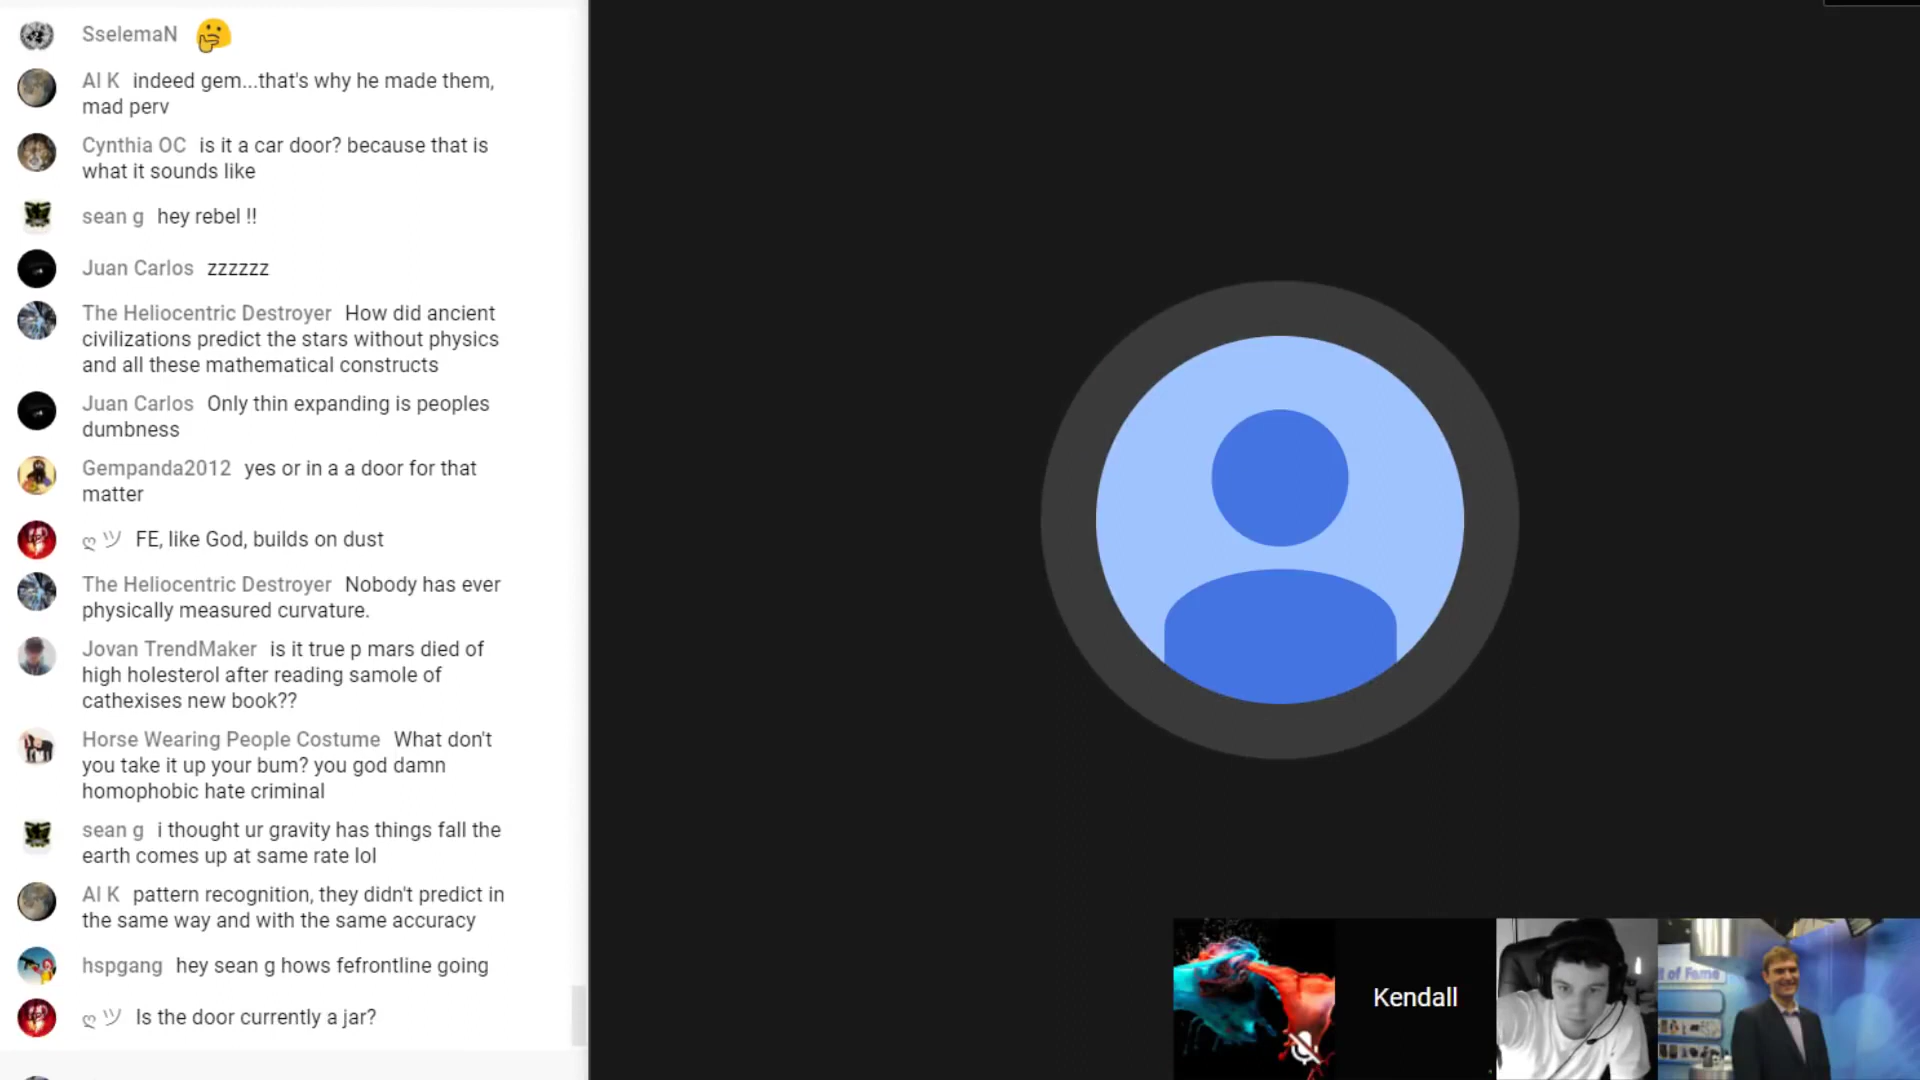 SselemaN
Al K indeed gem...that's why he made them,
mad perv
Cynthia OC is it a car door? because that is
what it sounds like
sean g hey rebel !!
Juan Carlos zzzzzz
The Heliocentric Destroyer How did ancient
civilizations predict the stars without physics
and all these mathematical constructs
Juan Carlos Only thin expanding is peoples
dumbness
Gempanda2012 yes or in a a door for that
matter
ღ ツ FE, like God, builds on dust
The Heliocentric Destroyer Nobody has ever
physically measured curvature.
Jovan TrendMaker is it true p mars died of
high holesterol after reading samole of
cathexises new book??
Horse Wearing People Costume What don't
you take it up your bum? you god damn
homophobic hate criminal
sean g i thought ur gravity has things fall the
earth comes up at same rate lol
Al K pattern recognition, they didn't predict in
the same way and with the same accuracy
hspgang hey sean g hows fefrontline going
ღ ツ Is the door currently a jar?
Kendall
of Fame